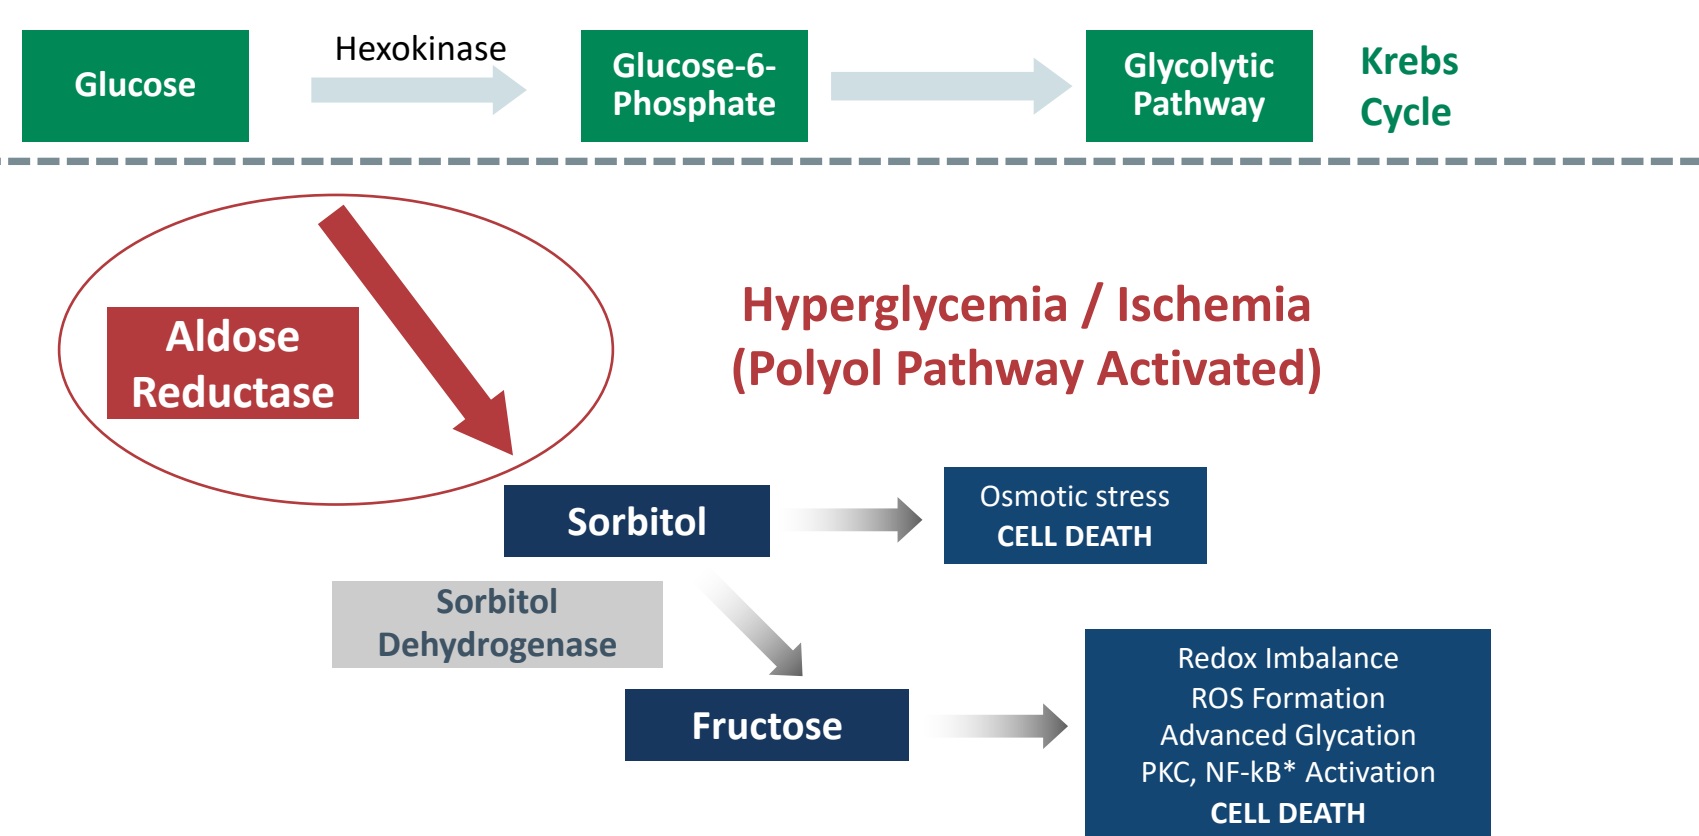 Glucose
Hexokinase
Glucose-6-
Phosphate
Glycolytic
Pathway
Krebs
Cycle
Aldose
Reductase
Hyperglycemia / Ischemia
(Polyol Pathway Activated)
Sorbitol
Osmotic stress
CELL DEATH
Sorbitol
Dehydrogenase
Fructose
Redox Imbalance
ROS Formation
Advanced Glycation
PKC, NF-kB* Activation
CELL DEATH